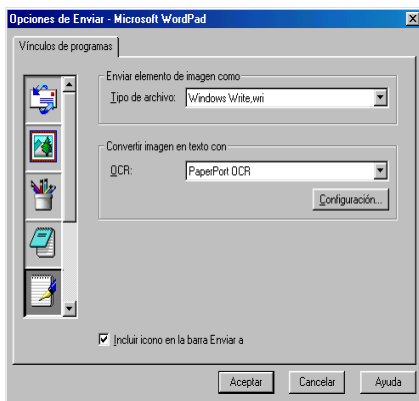 Opciones de Enviar - Microsoft WordPad
Vínculos de programas
Enviar elemento de imagen como
Tipo de archivo: Windows Write,wri
Convertir imagen en texto con
OCR: PaperPort OCR
Configuración...
Incluir icono en la barra Enviar a
Aceptar Cancelar Ayuda